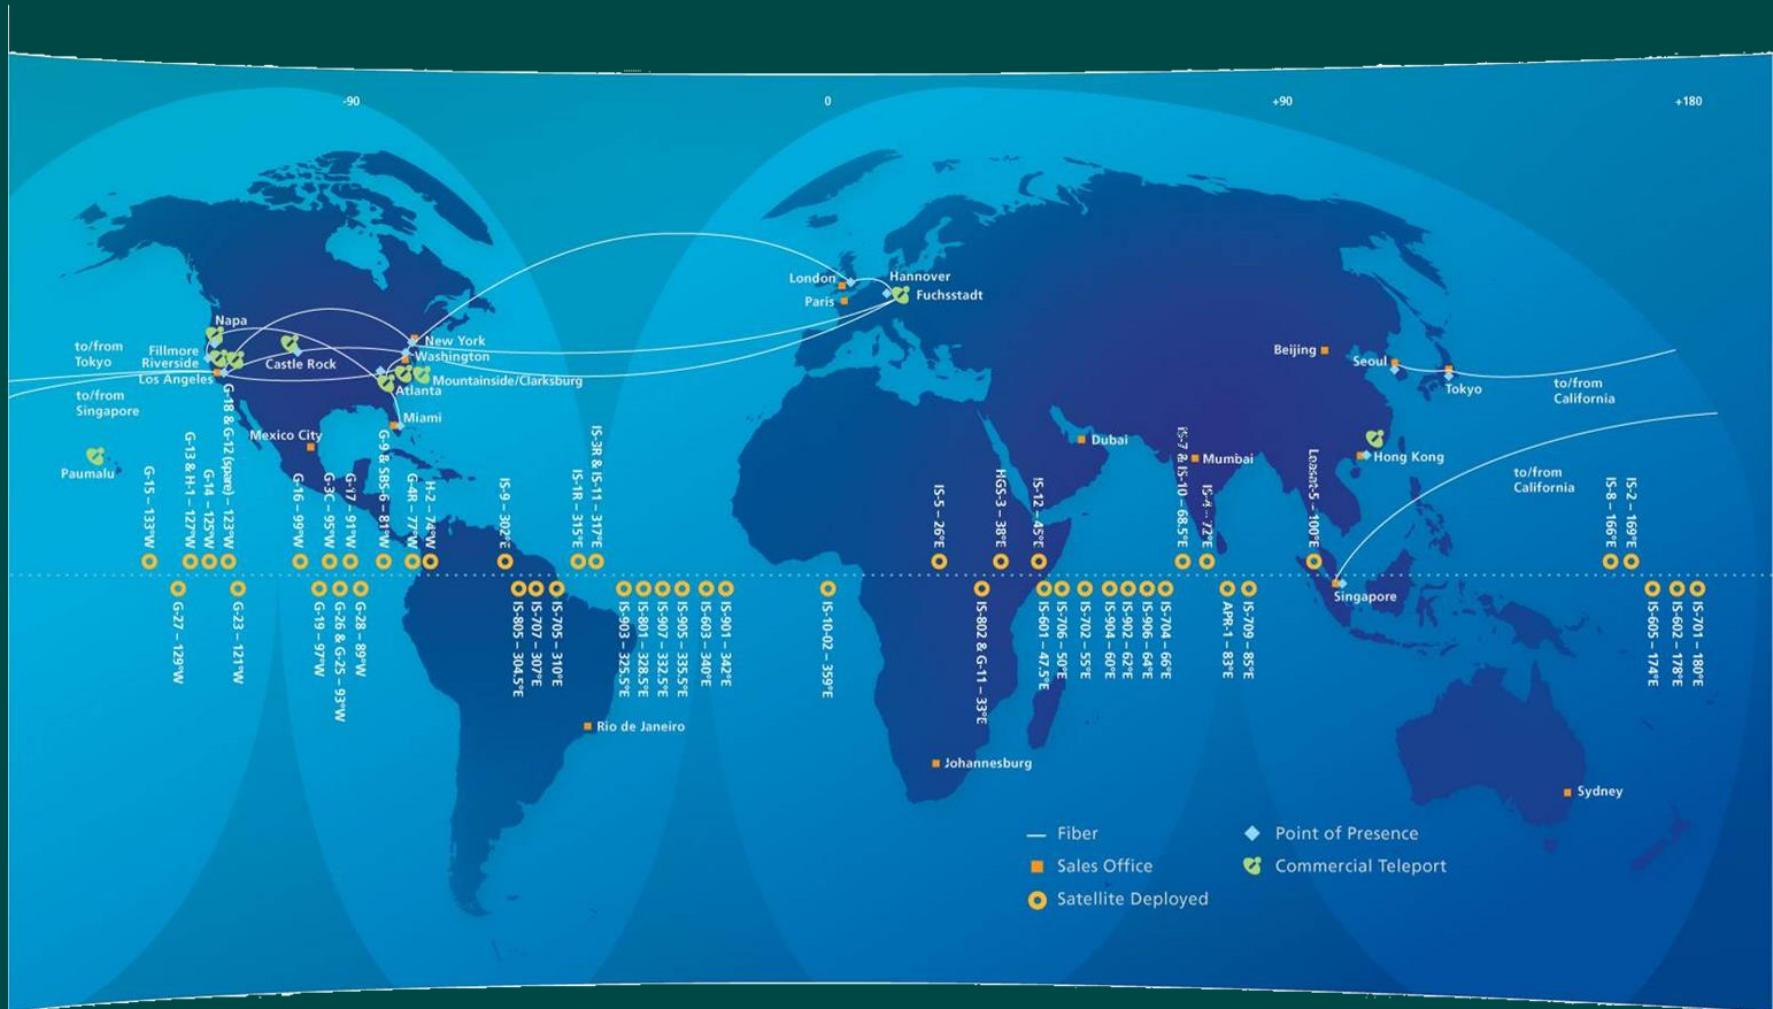 -90
0
+90
+180
London
Hannover
Paris
Fuchsstadt
Napa
to/from
Tokyo
Fillmore
Riverside
Los Angeles
to/from
Singapore
Castle Rock
New York
Washington
Mountainside/Clarksburg
Atlanta
Miami
Mexico City
Paumalu
Beijing
Seoul
Tokyo
to/from
California
Dubai
Mumbai
Hong Kong
to/from
California
G-15 – 133°W
G-13 & H-1 – 127°W
G-14 – 125°W
G-18 & G-12 (spare) – 123°W
G-16 – 99°W
G-3C – 95°W
G-17 – 91°W
G-9 & SBS-6 – 81°W
G-4R – 77°W
H-2 – 74°W
IS-9 – 302°E
IS-1R – 315°E
IS-3R & IS-11 – 317°E
IS-5 – 26°E
HGS-3 – 38°E
IS-12 – 45°E
IS-7 & IS-10 – 68.5°E
IS-4 – 72°E
Leasat-5 – 100°E
IS-8 – 166°E
IS-2 – 169°E
G-27 – 129°W
G-23 – 121°W
G-19 – 97°W
G-26 & G-25 – 93°W
G-28 – 89°W
IS-805 – 304.5°E
IS-707 – 307°E
IS-705 – 310°E
IS-903 – 325.5°E
IS-801 – 328.5°E
IS-907 – 332.5°E
IS-905 – 335.5°E
IS-603 – 340°E
IS-901 – 342°E
IS-10-02 – 359°E
IS-802 & G-11 – 33°E
IS-601 – 47.5°E
IS-706 – 50°E
IS-702 – 55°E
IS-904 – 60°E
IS-902 – 62°E
IS-906 – 64°E
IS-704 – 66°E
APR-1 – 83°E
IS-709 – 85°E
Singapore
IS-605 – 174°E
IS-602 – 178°E
IS-701 – 180°E
Rio de Janeiro
Johannesburg
Sydney
Fiber
Point of Presence
Sales Office
Commercial Teleport
Satellite Deployed